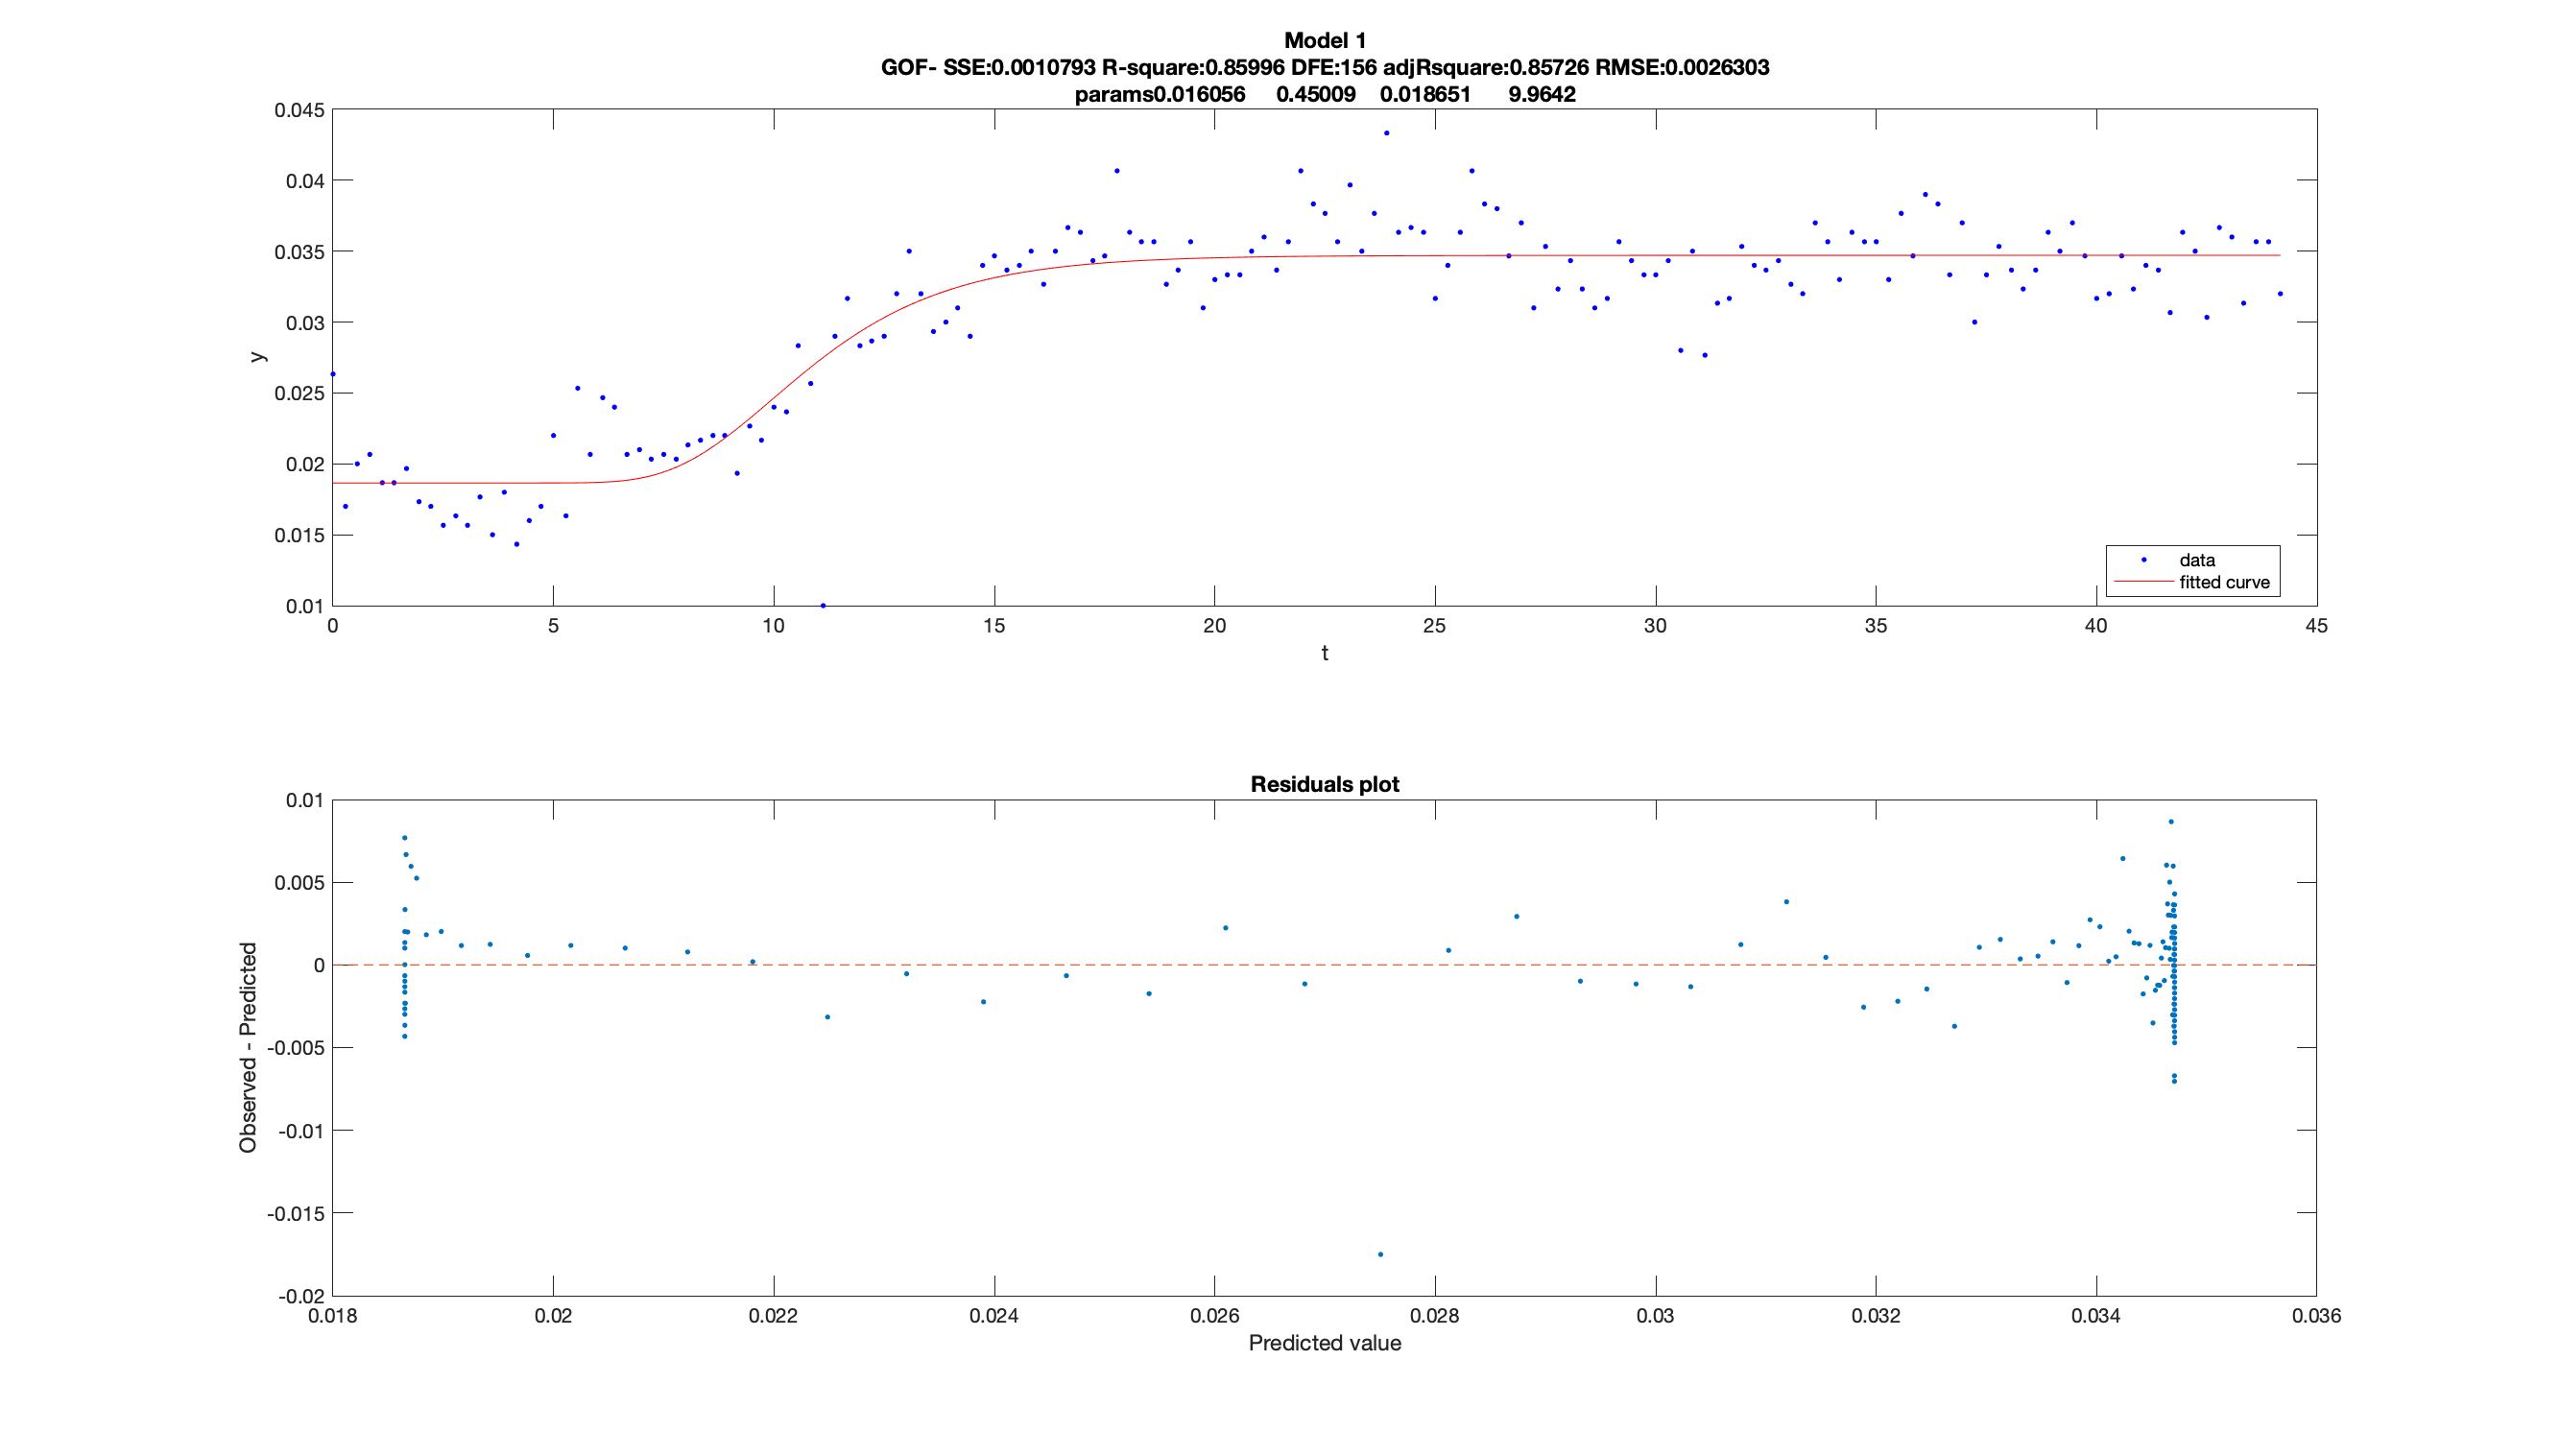 Model 1
GOF- SSE:0.0010793 R-square:0.85996 DFE:156 adjRsquare:0.85726 RMSE:0.0026303
params0.016056 0.45009 0.018651 9.9642
0.045
0.04
0.035
0.03
0.025
0.02
0.015
0.01
y
0 5 10 15 20 25 30 35 40 45
t
data
fitted curve
Residuals plot
0.01
0.005
0
-0.005
-0.01
-0.015
-0.02
Observed - Predicted
0.018 0.02 0.022 0.024 0.026 0.028 0.03 0.032 0.034 0.036
Predicted value